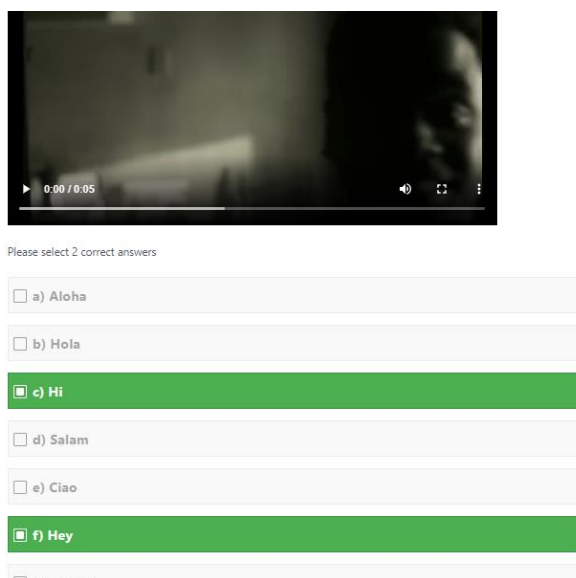 0:00 / 0:05
Please select 2 correct answers
a) Aloha
b) Hola
c) Hi
d) Salam
e) Ciao
f) Hey